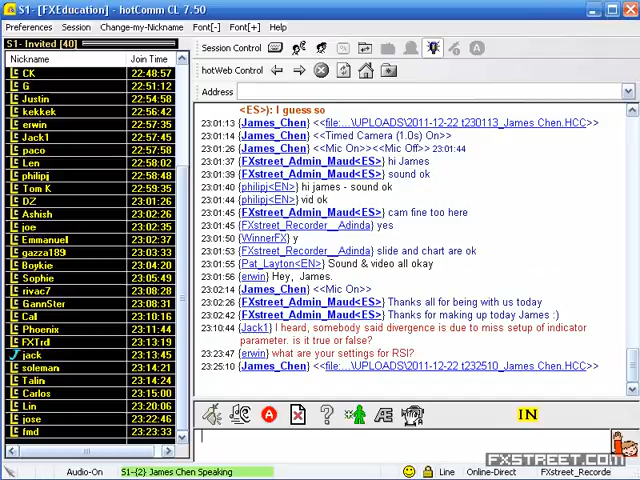 S1- [FXEducation] - hotComm CL 7.50
Preferences Session Change-my-Nickname Font[-] Font[+] Help
S1- Invited [40]
Nickname Join Time
CK 22:48:57
G 22:51:12
Justin 22:54:58
kekkek 22:56:42
erwin 22:57:35
Jack1 22:57:45
paco 22:57:58
Len 22:58:02
philipj 22:58:48
Tom K 22:59:35
DZ 23:01:26
Ashish 23:02:26
joe 23:02:35
Emmanuel 23:02:37
gazza189 23:03:30
Boykie 23:04:20
Sophie 23:05:49
rivac7 23:08:28
GannSter 23:08:31
Cal 23:10:36
Phoenix 23:11:44
FXTrd 23:13:19
jack 23:13:45
soleman 23:14:21
Talin 23:14:24
Carlos 23:15:00
Lin 23:20:06
jose 23:22:46
fmd 23:23:33
Session Control
hotWeb Control
Address
<ES>): I guess so
23:01:13 {James_Chen} <<file:...\UPLOADS\2011-12-22 t230113_James Chen.HCC>>
23:01:14 {James_Chen} <<Timed Camera (1.0s) On>>
23:01:26 {James_Chen} <<Mic On>> <<Mic Off>> 23:01:44
23:01:37 {FXstreet_Admin_Maud<ES>} hi James
23:01:39 {FXstreet_Admin_Maud<ES>} sound ok
23:01:40 {philipj<EN>} hi james - sound ok
23:01:44 {philipj<EN>} vid ok
23:01:45 {FXstreet_Admin_Maud<ES>} cam fine too here
23:01:45 {FXstreet_Recorder__Adinda} yes
23:01:50 {WinnerFX} y
23:01:53 {FXstreet_Recorder__Adinda} slide and chart are ok
23:01:55 {Pat_Layton<EN>} Sound & video all okay
23:01:56 {erwin} Hey, James.
23:02:14 {James_Chen} <<Mic On>>
23:02:26 {FXstreet_Admin_Maud<ES>} Thanks all for being with us today
23:02:38 {FXstreet_Admin_Maud<ES>} Thanks for making up today James :)
23:10:44 {Jack1} I heard, somebody said divergence is due to miss setup of indicator
parameter. is it true or false?
23:23:47 {erwin} what are your settings for RSI?
23:25:10 {James_Chen} <<file:...\UPLOADS\2011-12-22 t232510_James Chen.HCC>>
IN
FXSTREET.COM
Audio-On S1-{2} James Chen Speaking Line Online-Direct FXstreet_Recorde